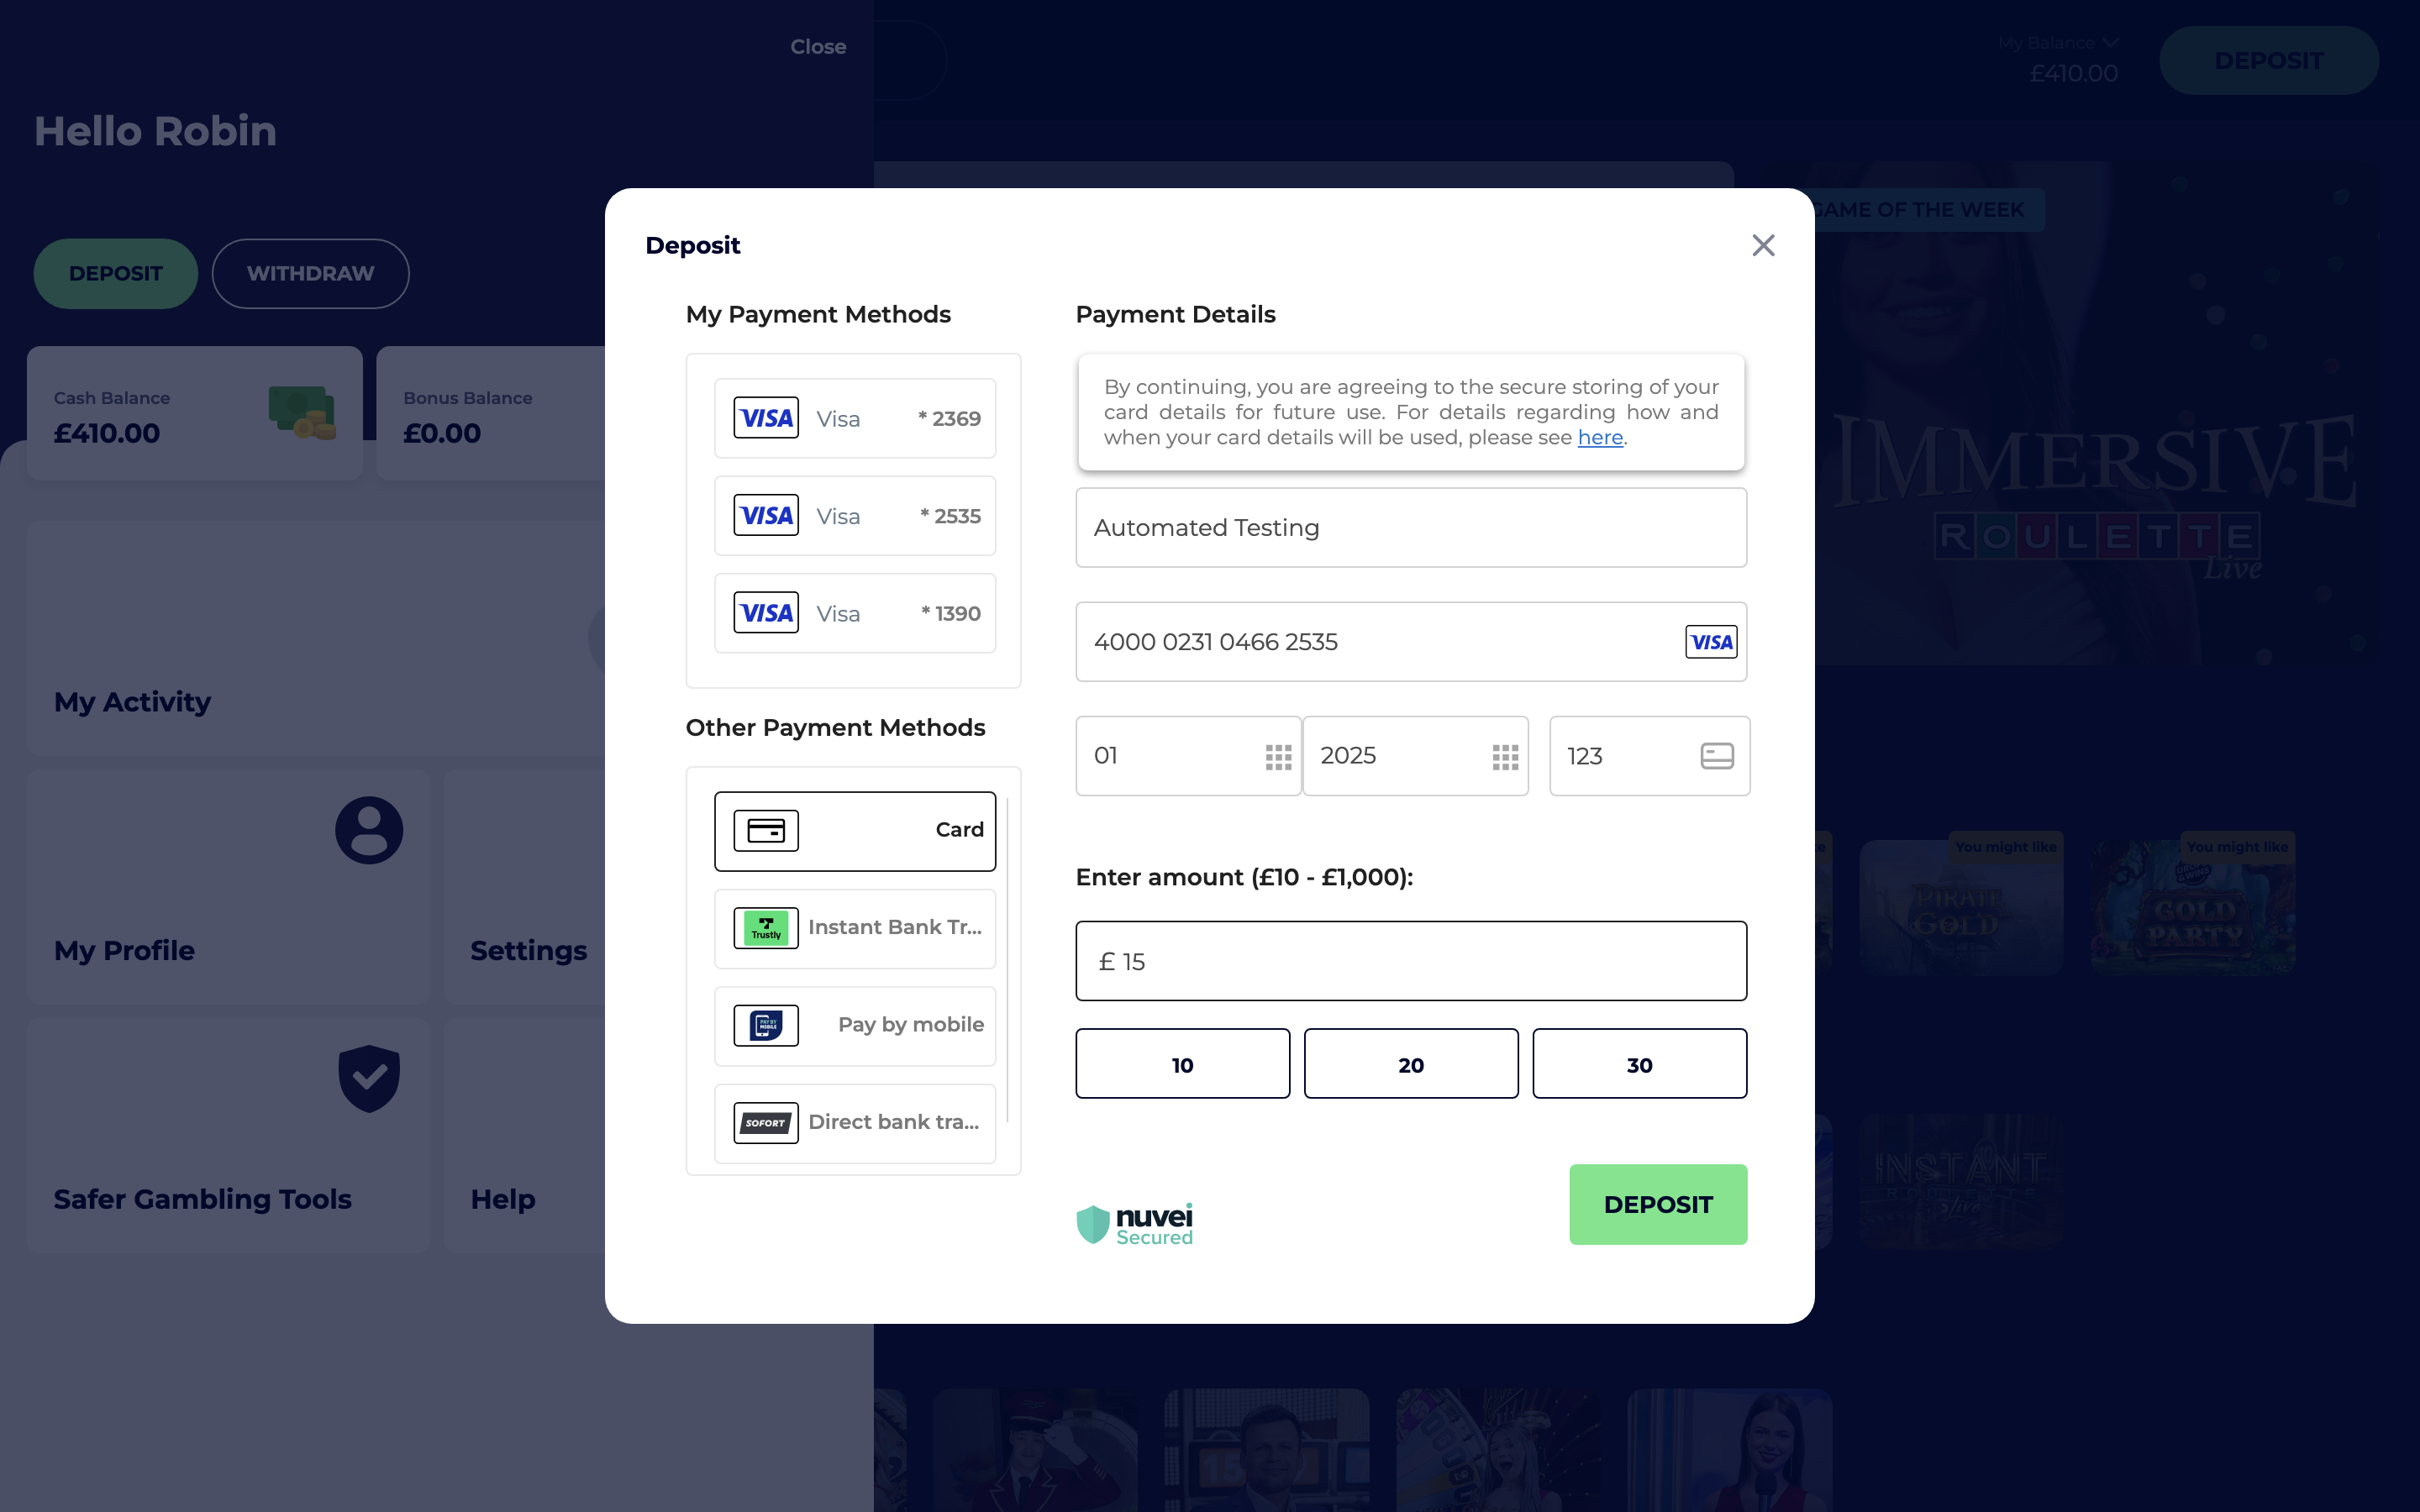 Close
My Balance
£410.00
DEPOSIT
Hello Robin
DEPOSIT
WITHDRAW
Cash Balance
£410.00
Bonus Balance
£0.00
My Activity
My Profile
Settings
Safer Gambling Tools
Help
Deposit
My Payment Methods
VISA Visa * 2369
VISA Visa * 2535
VISA Visa * 1390
Other Payment Methods
Card
Trustly Instant Bank Tr...
PAY BY MOBILE Pay by mobile
SOFORT Direct bank tra...
Payment Details
By continuing, you are agreeing to the secure storing of your
card details for future use. For details regarding how and
when your card details will be used, please see here.
Automated Testing
4000 0231 0466 2535 VISA
01 2025 123
Enter amount (£10 - £1,000):
£ 15
10 20 30
nuvei
Secured
DEPOSIT
GAME OF THE WEEK
IMMERSIVE
ROULETTE
Live
You might like
You might like
PIRATE
GOLD
GOLD
PARTY
INSTANT